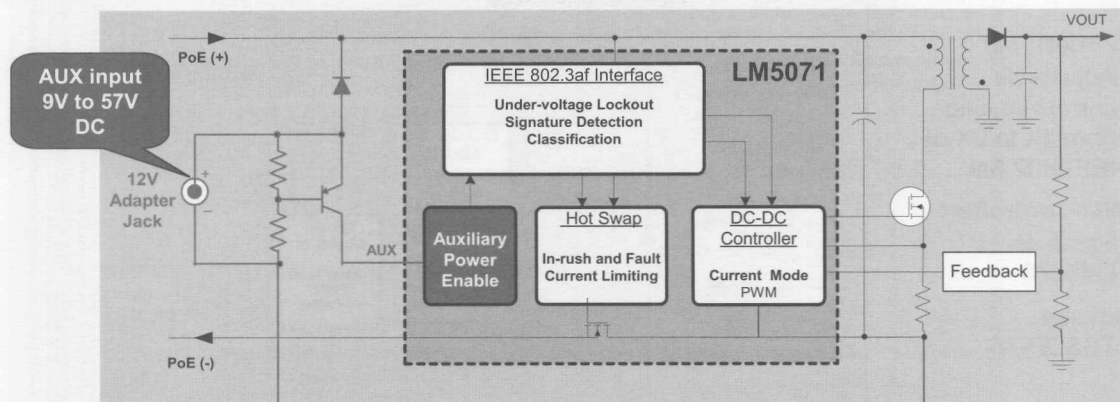 VOUT
PoE (+)
AUX input
9V to 57V
DC
12V
Adapter
Jack
+
−
LM5071
IEEE 802.3af Interface
Under-voltage Lockout
Signature Detection
Classification
AUX
Auxiliary
Power
Enable
Hot Swap
In-rush and Fault
Current Limiting
DC-DC
Controller
Current Mode
PWM
Feedback
PoE (-)